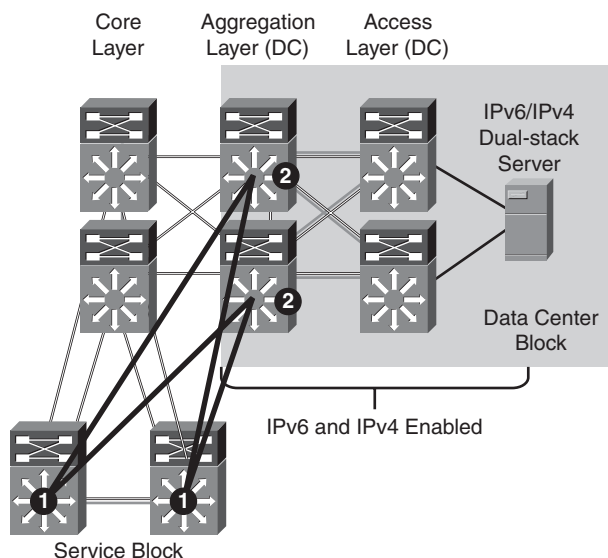 Core
Layer
Aggregation
Layer (DC)
Access
Layer (DC)
IPv6/IPv4
Dual-stack
Server
2
2
Data Center
Block
IPv6 and IPv4 Enabled
1
1
Service Block